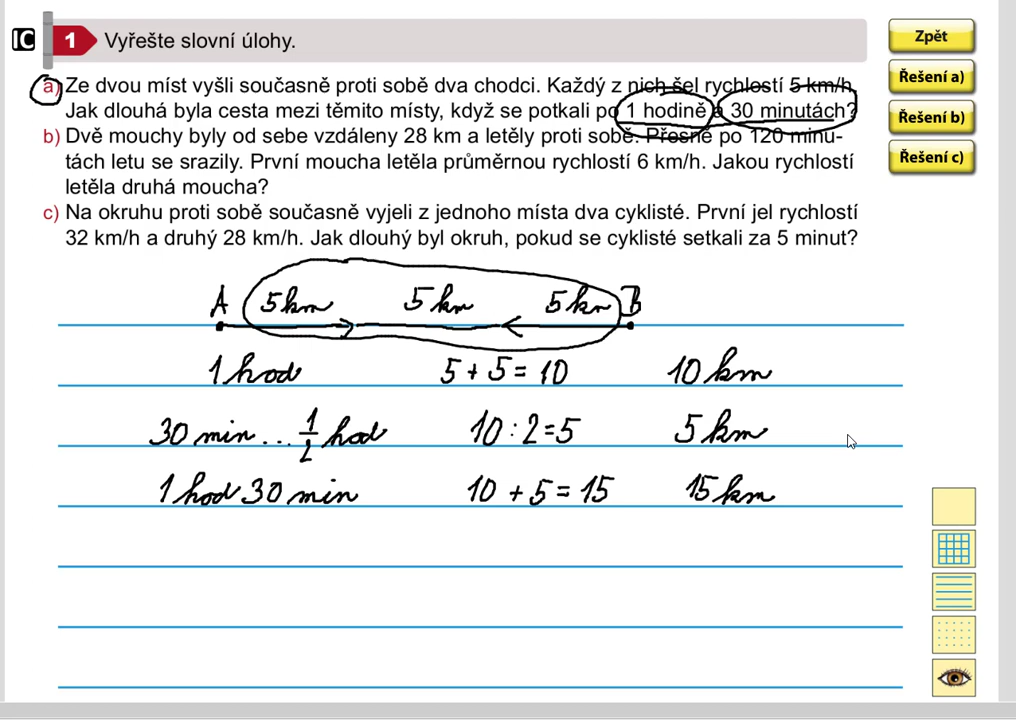 1 Vyřešte slovní úlohy.
Zpět
Řešení a)
Řešení b)
Řešení c)
a) Ze dvou míst vyšli současně proti sobě dva chodci. Každý z nich šel rychlostí 5 km/h.
Jak dlouhá byla cesta mezi těmito místy, když se potkali po 1 hodině a 30 minutách?
b) Dvě mouchy byly od sebe vzdáleny 28 km a letěly proti sobě. Přesně po 120 minu-
tách letu se srazily. První moucha letěla průměrnou rychlostí 6 km/h. Jakou rychlostí
letěla druhá moucha?
c) Na okruhu proti sobě současně vyjeli z jednoho místa dva cyklisté. První jel rychlostí
32 km/h a druhý 28 km/h. Jak dlouhý byl okruh, pokud se cyklisté setkali za 5 minut?
A 5 km 5 km 5 km B
1 hod 5 + 5 = 10 10 km
30 min ... 1/2 hod 10 : 2 = 5 5 km
1 hod 30 min 10 + 5 = 15 15 km